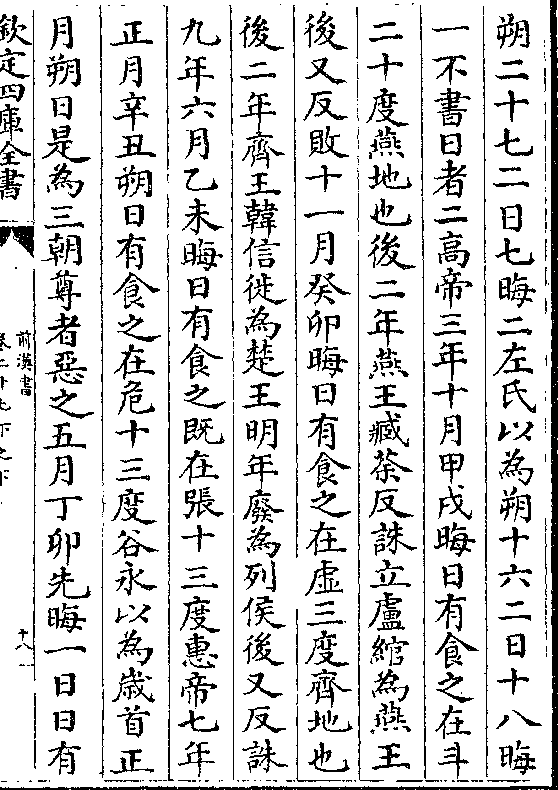 朔二十七二日七晦二左氏以為朔十六二日十八晦
一不書日者二高帝三年十月甲戌晦日有食之在斗
二十度燕地也後二年燕王臧荼反誅立盧綰為燕王
後又反敗十一月癸卯晦日有食之在虛三度齊地也
後二年齊王韓信徙為楚王明年廢為列侯後又反誅
九年六月乙未晦日有食之既在張十三度惠帝七年
正月辛丑朔日有食之在危十三度谷永以為歲首正
月朔日是為三朝尊者惡之五月丁卯先晦一日日有
欽定四庫全書
前漢書
卷二十七下之下
十八